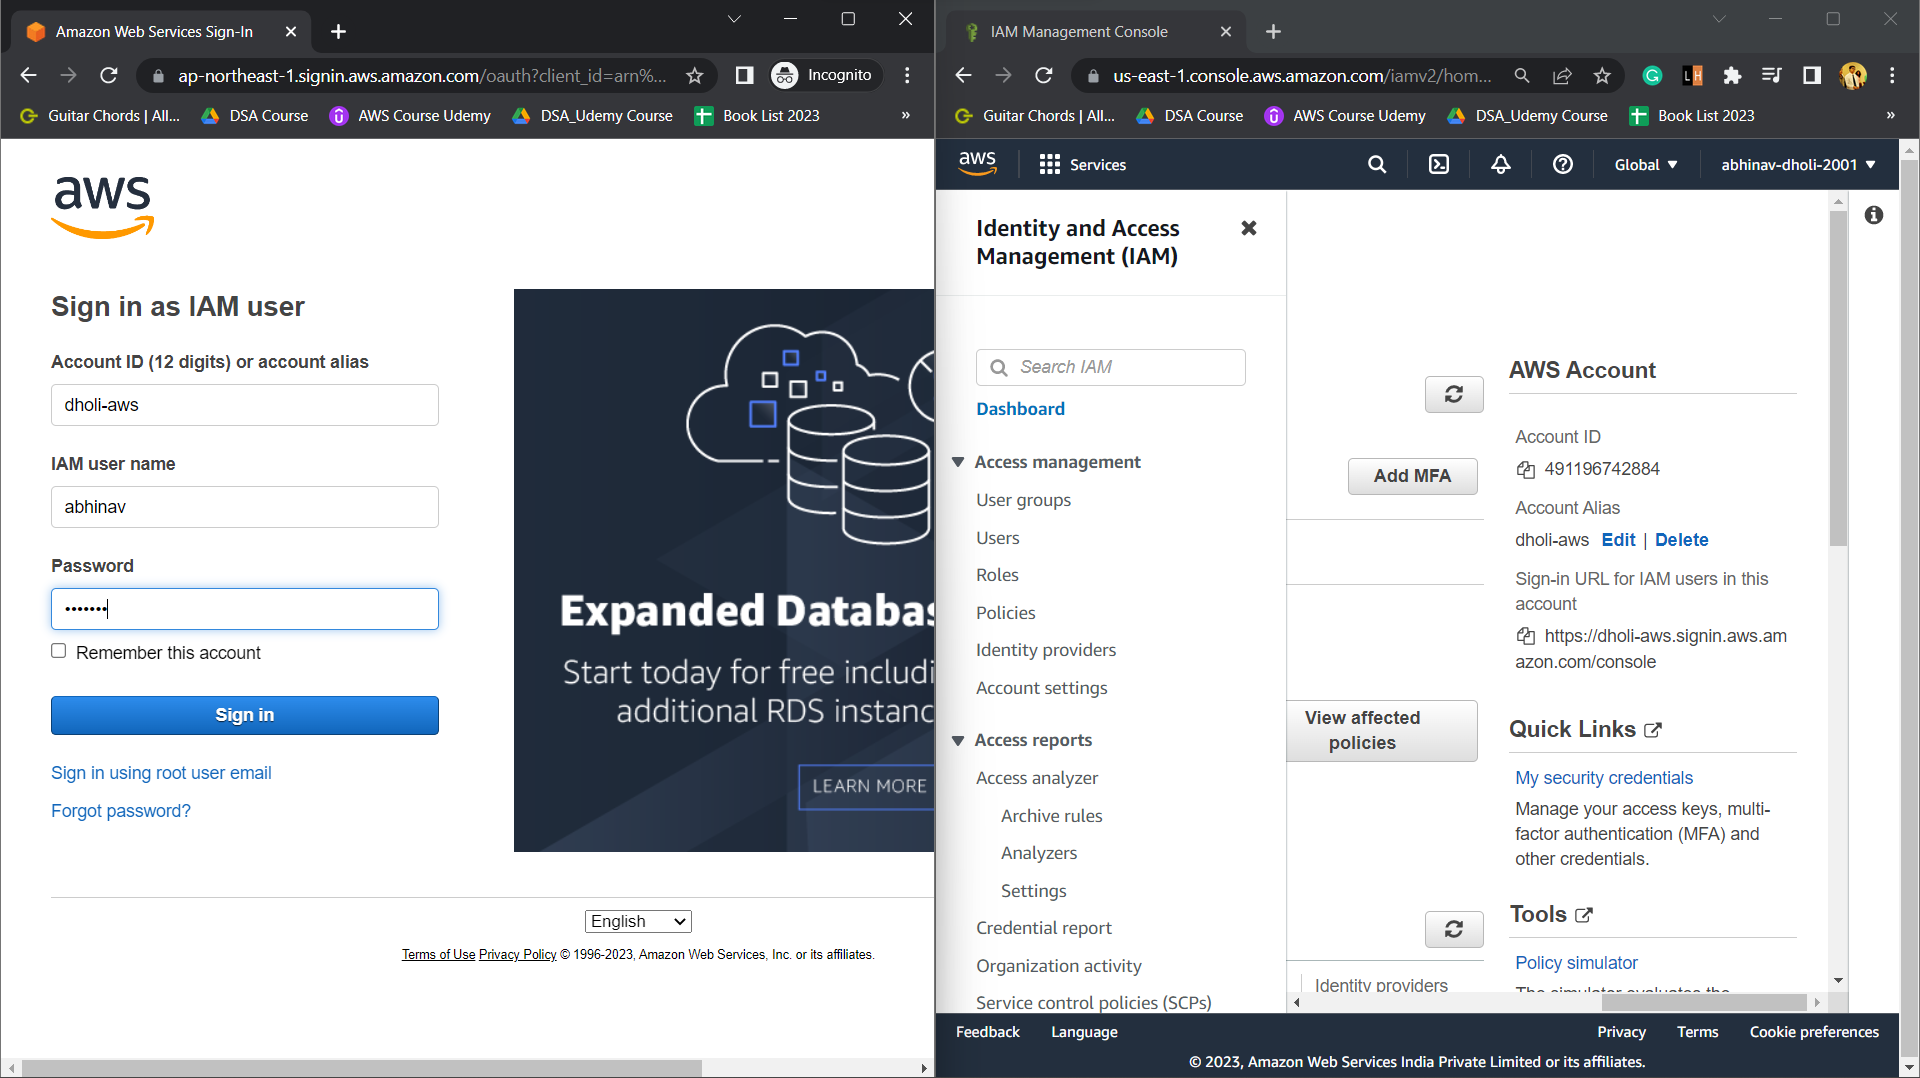 Amazon Web Services Sign-In
ap-northeast-1.signin.aws.amazon.com/oauth?client_id=arn%...
Incognito
Guitar Chords | All...
DSA Course
AWS Course Udemy
DSA_Udemy Course
Book List 2023
»
aws
Sign in as IAM user
Account ID (12 digits) or account alias
dholi-aws
IAM user name
abhinav
Password
•••••••
Remember this account
Sign in
Sign in using root user email
Forgot password?
Expanded Databas
Start today for free includi
additional RDS instanc
LEARN MORE
English
Terms of Use Privacy Policy © 1996-2023, Amazon Web Services, Inc. or its affiliates.
IAM Management Console
us-east-1.console.aws.amazon.com/iamv2/hom...
LH
Guitar Chords | All...
DSA Course
AWS Course Udemy
DSA_Udemy Course
Book List 2023
»
aws
Services
Global
abhinav-dholi-2001
Identity and Access
Management (IAM)
Search IAM
Dashboard
Access management
User groups
Users
Roles
Policies
Identity providers
Account settings
Access reports
Access analyzer
Archive rules
Analyzers
Settings
Credential report
Organization activity
Service control policies (SCPs)
Add MFA
View affected
policies
Identity providers
AWS Account
Account ID
491196742884
Account Alias
dholi-aws Edit | Delete
Sign-in URL for IAM users in this
account
https://dholi-aws.signin.aws.am
azon.com/console
Quick Links
My security credentials
Manage your access keys, multi-
factor authentication (MFA) and
other credentials.
Tools
Policy simulator
The simulator evaluates the
Feedback
Language
Privacy
Terms
Cookie preferences
© 2023, Amazon Web Services India Private Limited or its affiliates.